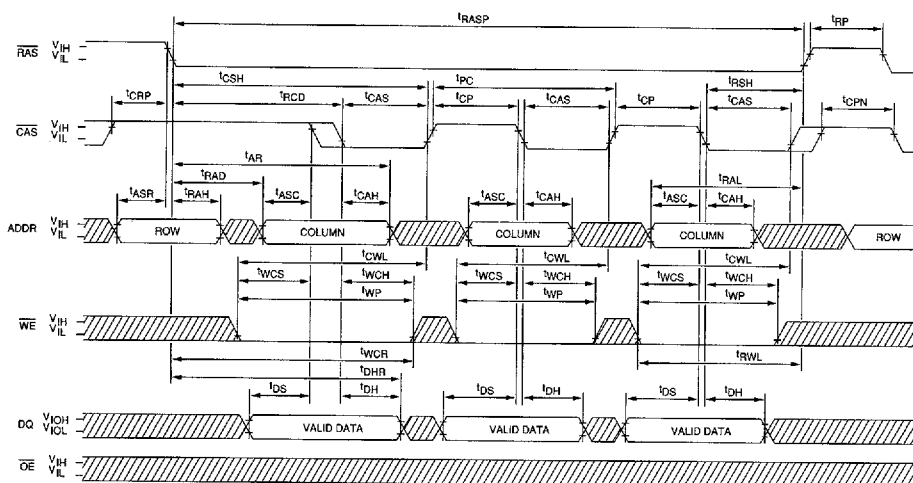 tRASP tRP
RAS VIH VIL
tCSH tPC tRSH
tCRP tRCD tCAS tCP tCAS tCP tCAS tCPN
CAS VIH VIL
tAR
tRAD tRAL
tASR tRAH tASC tCAH tASC tCAH tASC tCAH
ADDR VIH VIL ROW COLUMN COLUMN COLUMN ROW
tCWL tCWL tCWL
tWCS tWCH tWCS tWCH tWCS tWCH
tWP tWP tWP
WE VIH VIL
tWCR tRWL
tDHR
tDS tDH tDS tDH tDS tDH
DQ VIOH VIOL VALID DATA VALID DATA VALID DATA
OE VIH VIL